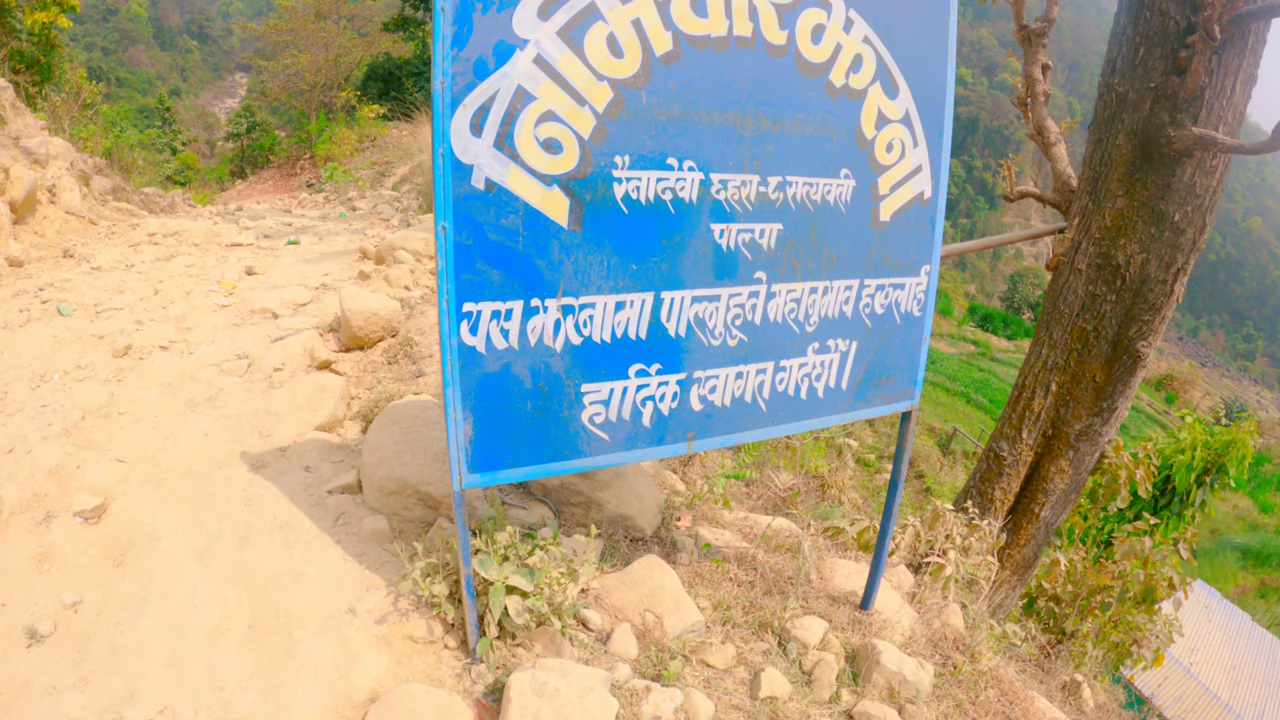 झरना
रैनादेवी छहरा-८, सत्यवती
पाल्पा
यस झरनामा पाल्नुहुने महानुभाव हरुलाई
हार्दिक स्वागत गर्दछौँ।